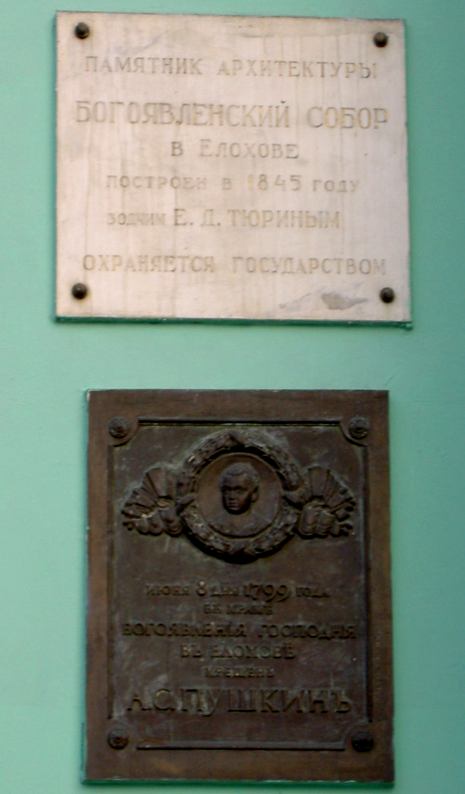 ПАМЯТНИК АРХИТЕКТУРЫ
БОГОЯВЛЕНСКИЙ СОБОР
В ЕЛОХОВЕ
ПОСТРОЕН В 1845 ГОДУ
ЗОДЧИМ Е. Д. ТЮРИНЫМ
ОХРАНЯЕТСЯ ГОСУДАРСТВОМ
ИЮНЯ 8 ДНЯ 1799 ГОДА
ВЪ ХРАМѢ
БОГОЯВЛЕНІЯ ГОСПОДНЯ
ВЪ ЕЛОХОВѢ
КРЕЩЕНЪ
А.С. ПУШКИНЪ